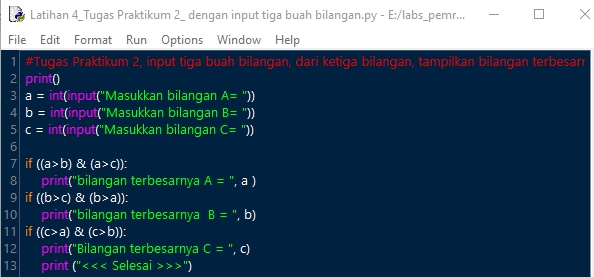 Latihan 4_Tugas Praktikum 2_ dengan input tiga buah bilangan.py - E:/labs_pemr...
File Edit Format Run Options Window Help
1 #Tugas Praktikum 2, input tiga buah bilangan, dari ketiga bilangan, tampilkan bilangan terbesarn
2 print()
3 a = int(input("Masukkan bilangan A= "))
4 b = int(input("Masukkan bilangan B= "))
5 c = int(input("Masukkan bilangan C= "))
6
7 if ((a>b) & (a>c)):
8 print("bilangan terbesarnya A = ", a )
9 if ((b>c) & (b>a)):
10 print("bilangan terbesarnya  B = ", b)
11 if ((c>a) & (c>b)):
12 print("Bilangan terbesarnya C = ", c)
13 print ("<<< Selesai >>>")